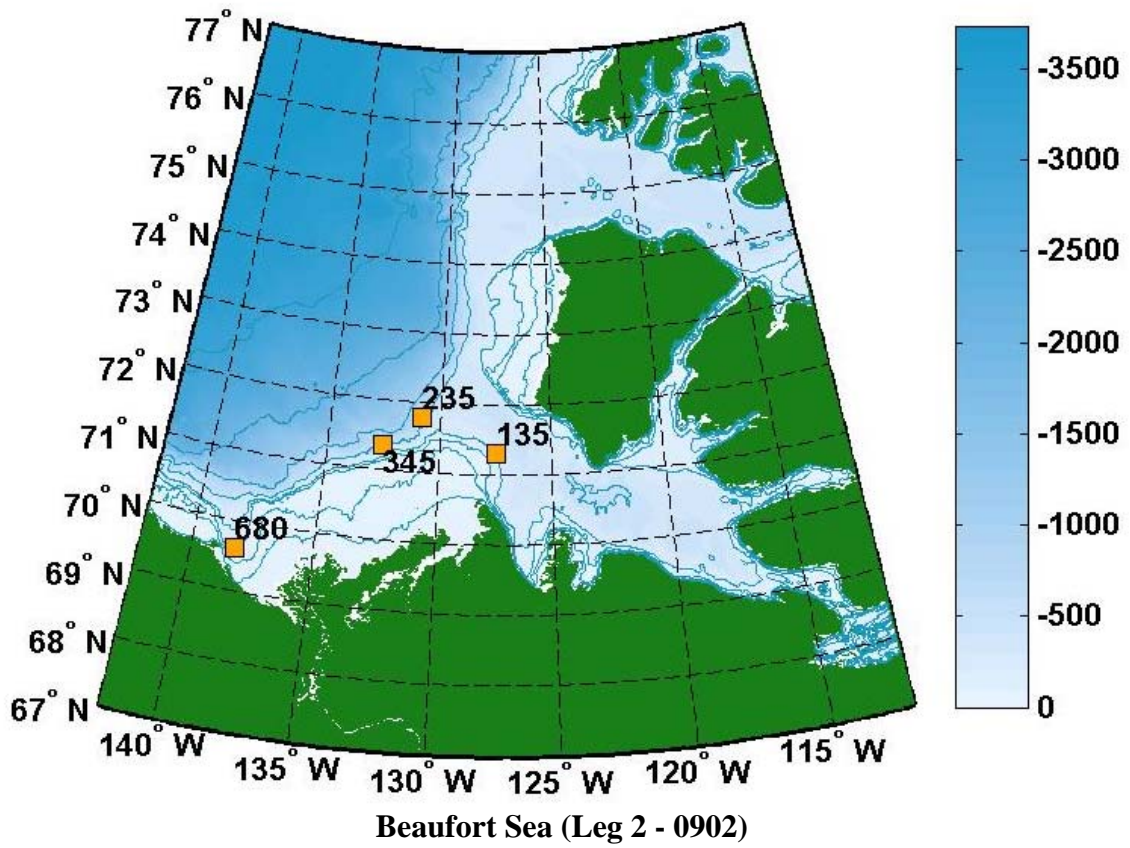 77° N
76° N
75° N
74° N
73° N
72° N
71° N
70° N
69° N
68° N
67° N
140° W
135° W
130° W
125° W
120° W
115° W
235
135
345
680
-3500
-3000
-2500
-2000
-1500
-1000
-500
0
Beaufort Sea (Leg 2 - 0902)